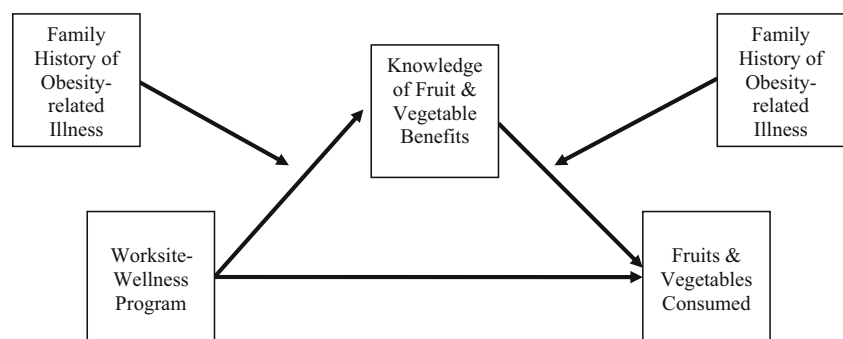 Family
History of
Obesity-
related
Illness
Knowledge
of Fruit &
Vegetable
Benefits
Family
History of
Obesity-
related
Illness
Worksite-
Wellness
Program
Fruits &
Vegetables
Consumed